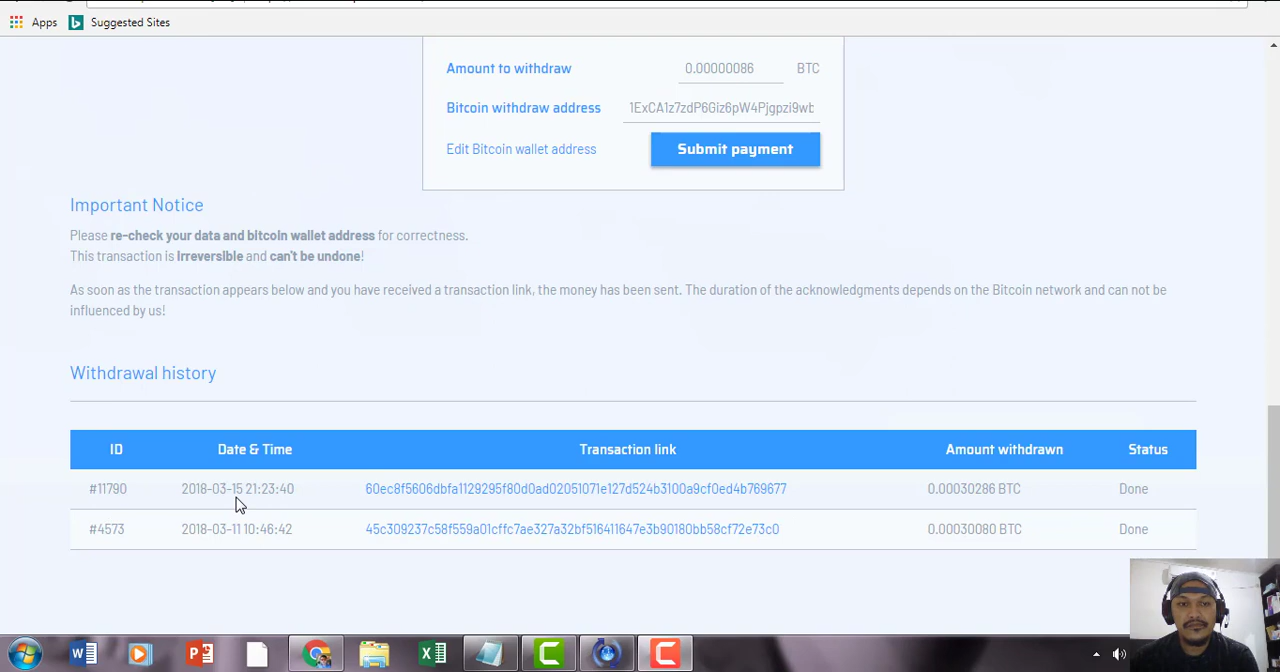 Apps Suggested Sites
Amount to withdraw 0.00000086 BTC
Bitcoin withdraw address 1ExCA1z7zdP6Giz6pW4Pjgpzi9wb
Edit Bitcoin wallet address Submit payment
Important Notice
Please re-check your data and bitcoin wallet address for correctness.
This transaction is Irreversible and can't be undone!
As soon as the transaction appears below and you have received a transaction link, the money has been sent. The duration of the acknowledgments depends on the Bitcoin network and can not be
influenced by us!
Withdrawal history
ID Date & Time Transaction link Amount withdrawn Status
#11790 2018-03-15 21:23:40 60ec8f5606dbfa1129295f80d0ad02051071e127d524b3100a9cf0ed4b769677 0.00030286 BTC Done
#4573 2018-03-11 10:46:42 45c309237c58f559a01cffc7ae327a32bf516411647e3b90180bb58cf72e73c0 0.00030080 BTC Done